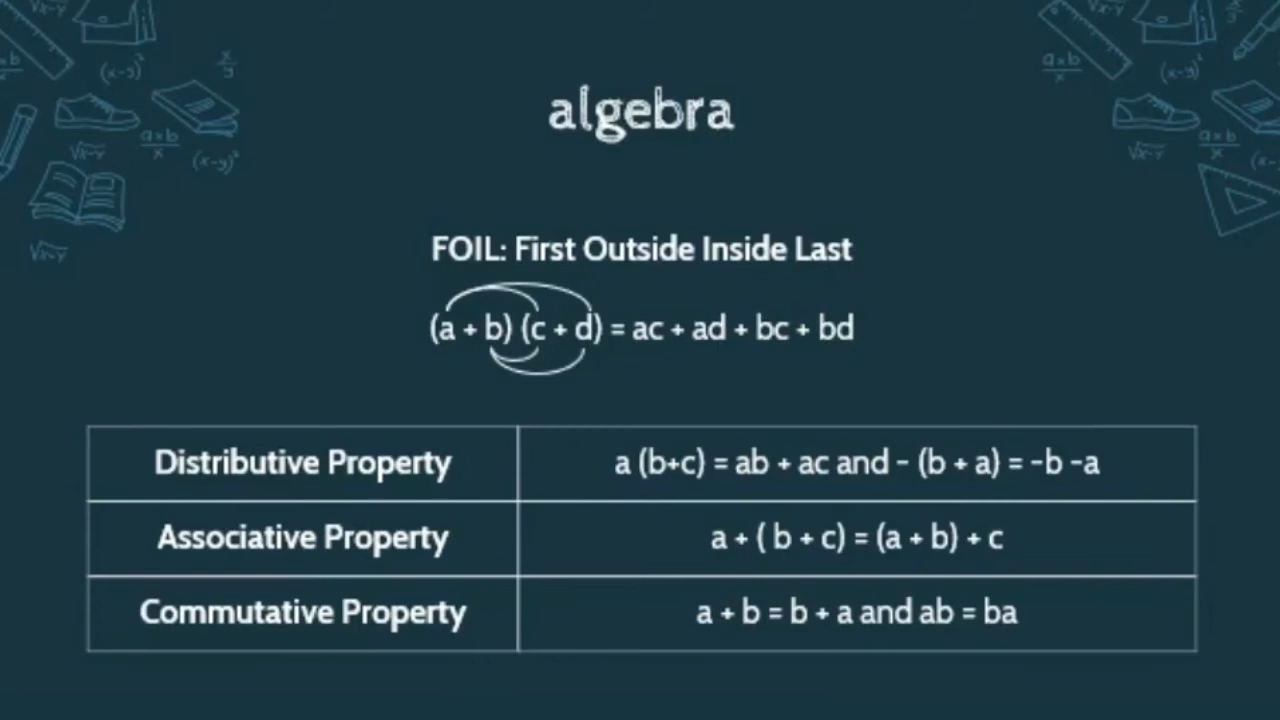 algebra
FOIL: First Outside Inside Last
(a + b) (c + d) = ac + ad + bc + bd
Distributive Property a (b+c) = ab + ac and - (b + a) = -b -a
Associative Property a + ( b + c) = (a + b) + c
Commutative Property a + b = b + a and ab = ba